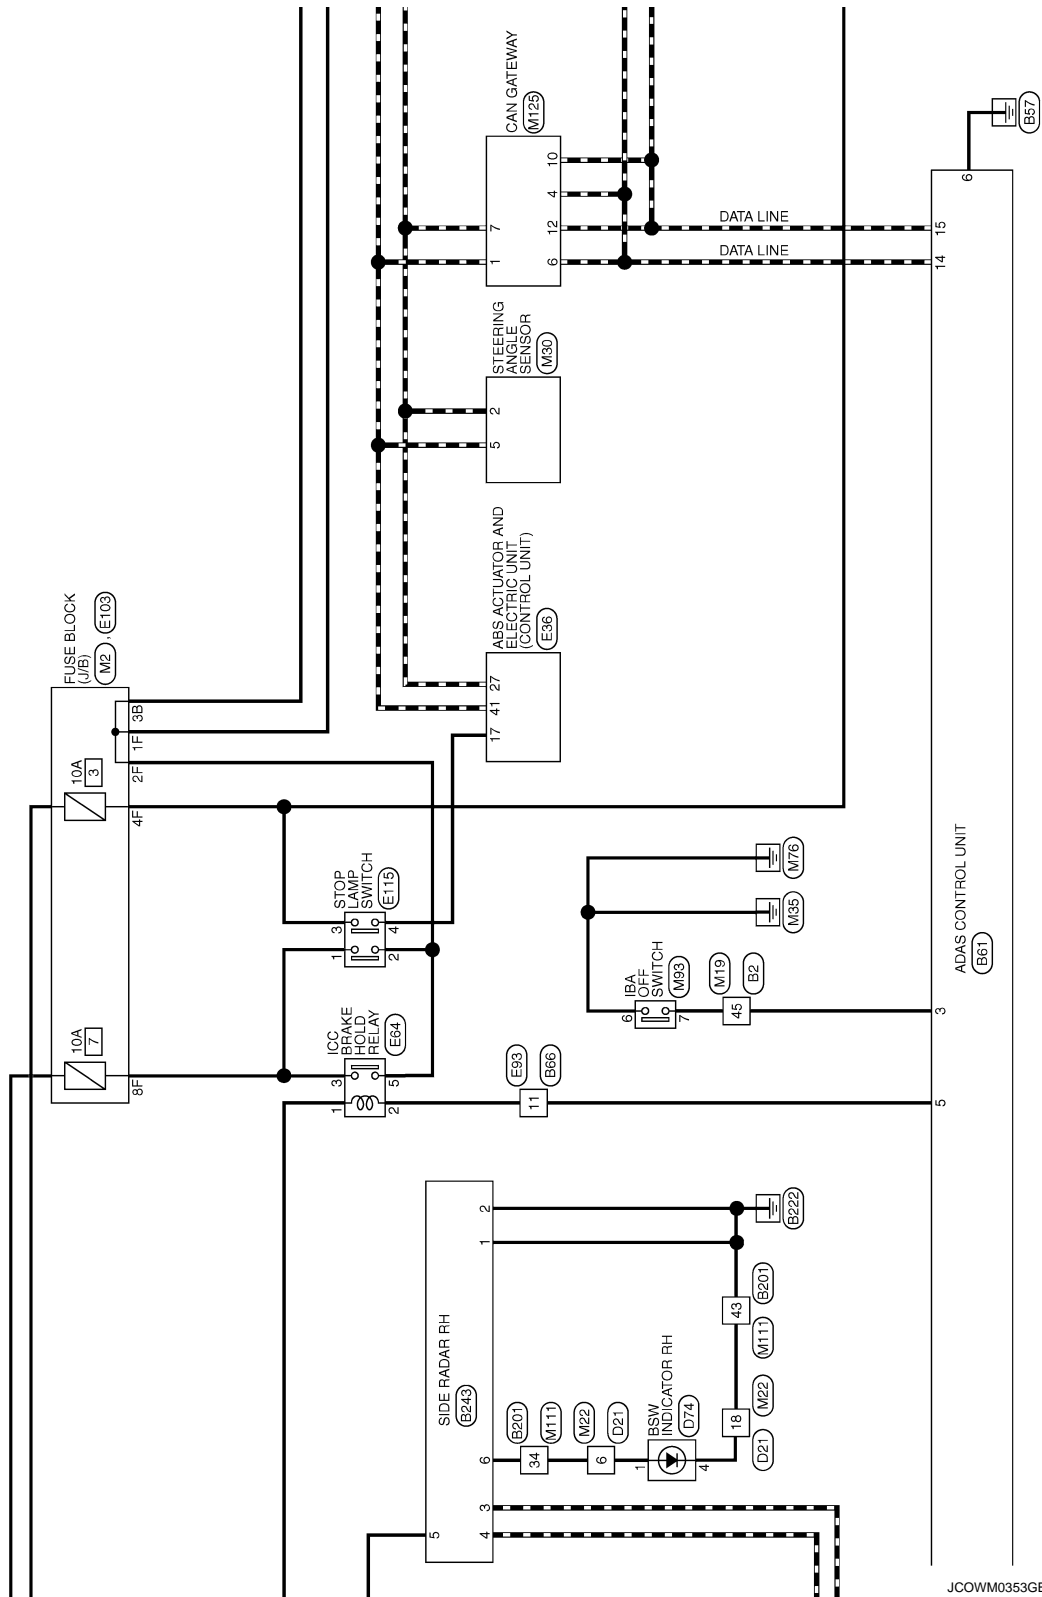 CAN GATEWAY
M125
10
4
12
6
7
1
DATA LINE
DATA LINE
B57
6
15
14
STEERING
ANGLE
SENSOR
M30
2
5
ABS ACTUATOR AND
ELECTRIC UNIT
(CONTROL UNIT)
E36
27
41
17
FUSE BLOCK
(J/B)
M2 , E103
3B
1F
2F
4F
8F
10A
3
10A
7
STOP
LAMP
SWITCH
E115
3
4
1
2
ICC
BRAKE
HOLD
RELAY
E64
3
5
1
2
M76
M35
IBA
OFF
SWITCH
M93
6
7
M19
B2
45
E93
B66
11
ADAS CONTROL UNIT
B61
3
5
SIDE RADAR RH
B243
2
1
6
3
4
5
B222
B201
43
M111
M22
18
D21
B201
M111
34
M22
D21
6
BSW
INDICATOR RH
D74
1
4
JCOWM0353GE